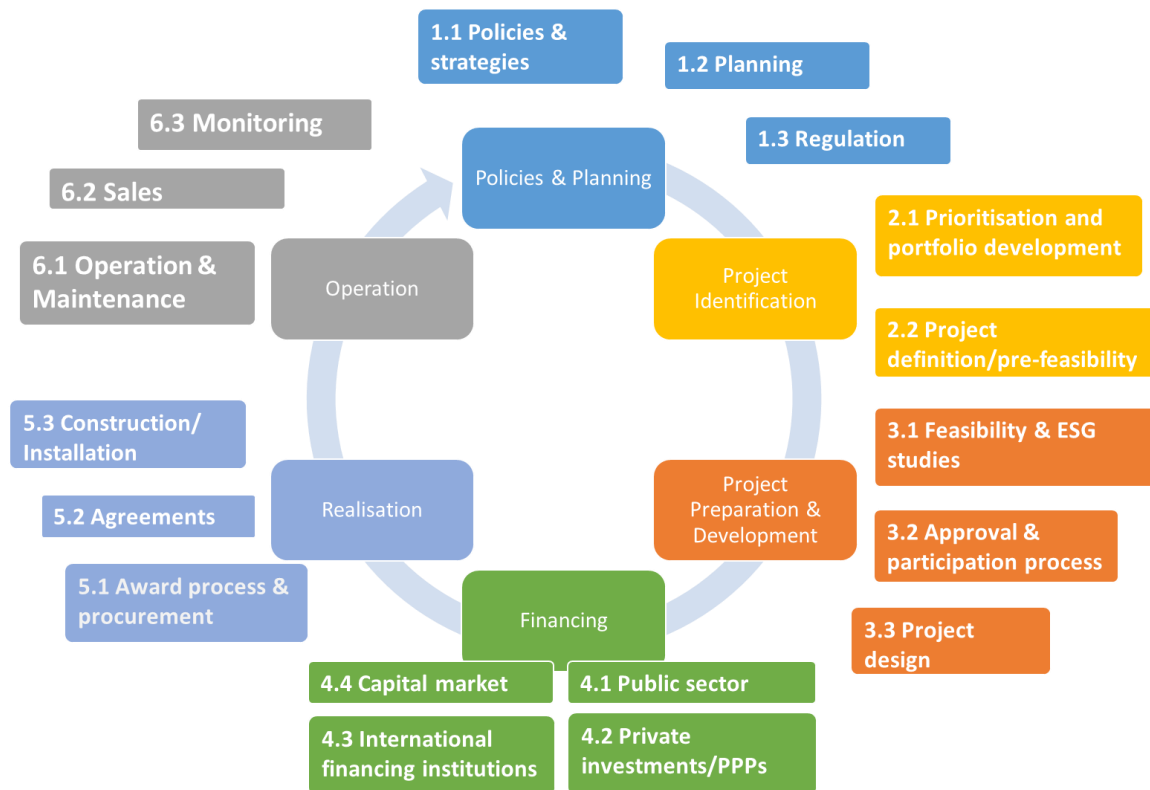 1.1 Policies &
strategies
1.2 Planning
1.3 Regulation
Policies & Planning
2.1 Prioritisation and
portfolio development
2.2 Project
definition/pre-feasibility
Project
Identification
3.1 Feasibility & ESG
studies
3.2 Approval &
participation process
3.3 Project
design
Project
Preparation &
Development
Financing
4.1 Public sector
4.2 Private
investments/PPPs
4.3 International
financing institutions
4.4 Capital market
Realisation
5.1 Award process &
procurement
5.2 Agreements
5.3 Construction/
Installation
Operation
6.1 Operation &
Maintenance
6.2 Sales
6.3 Monitoring